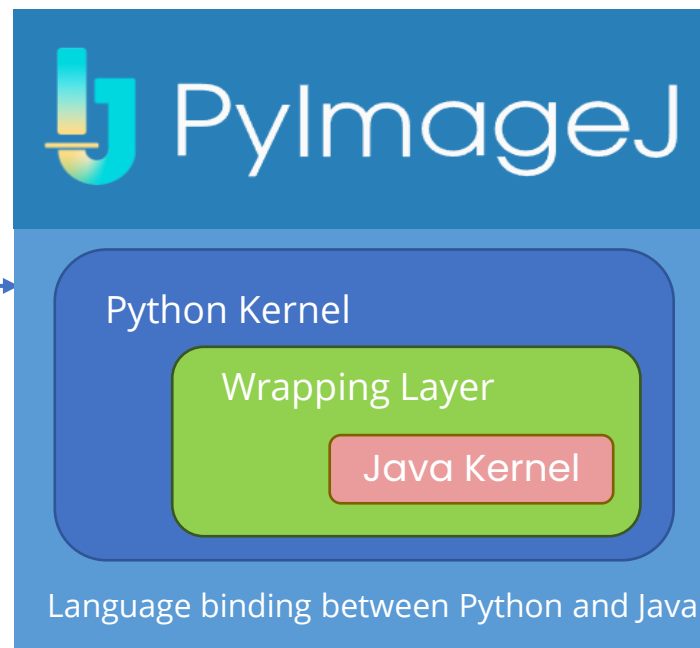 PyImageJ
Python Kernel
Wrapping Layer
Java Kernel
Language binding between Python and Java